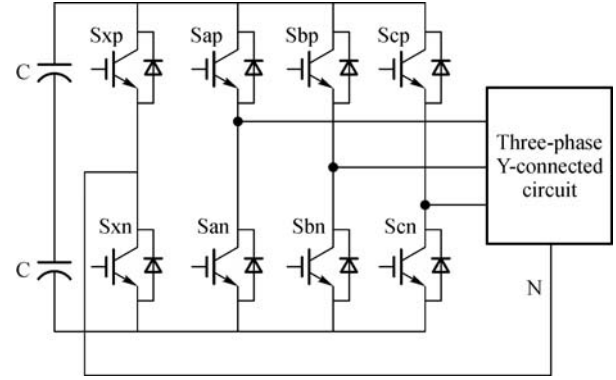 Sxp
Sap
Sbp
Scp
C
Three-phase
Y-connected
circuit
Sxn
San
Sbn
Scn
C
N